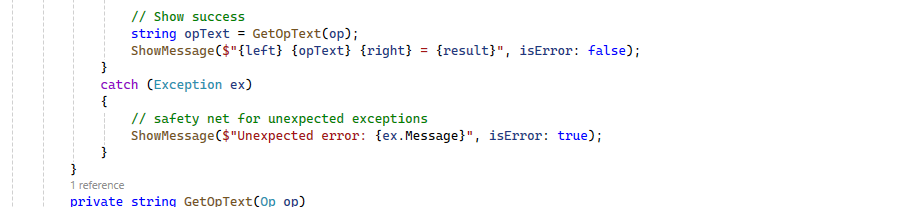 // Show success
string opText = GetOpText(op);
ShowMessage($"{left} {opText} {right} = {result}", isError: false);
}
catch (Exception ex)
{
// safety net for unexpected exceptions
ShowMessage($"Unexpected error: {ex.Message}", isError: true);
}
}
1 reference
private string GetOpText(Op op)